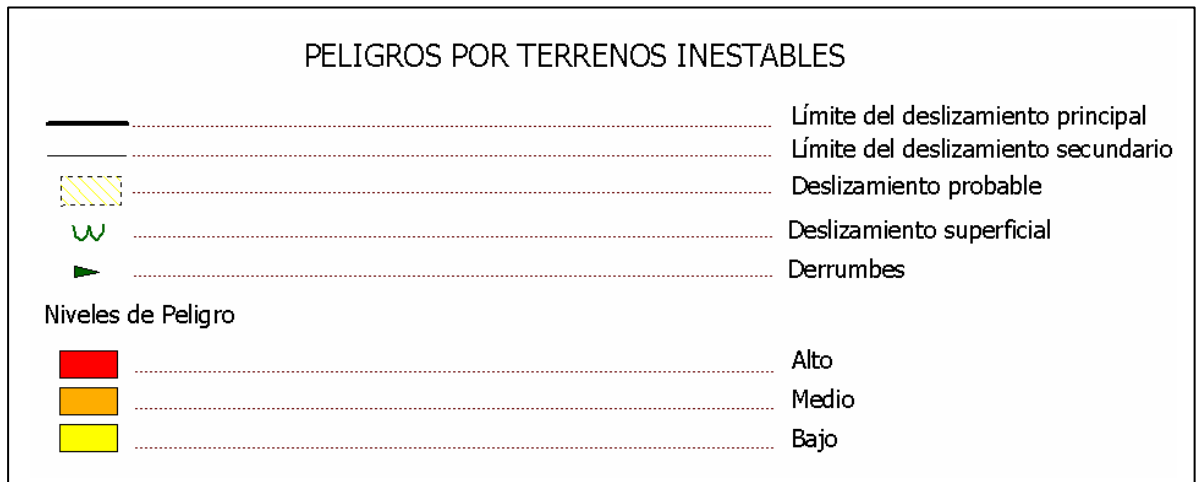 PELIGROS POR TERRENOS INESTABLES
Límite del deslizamiento principal
Límite del deslizamiento secundario
Deslizamiento probable
Deslizamiento superficial
Derrumbes
Niveles de Peligro
Alto
Medio
Bajo